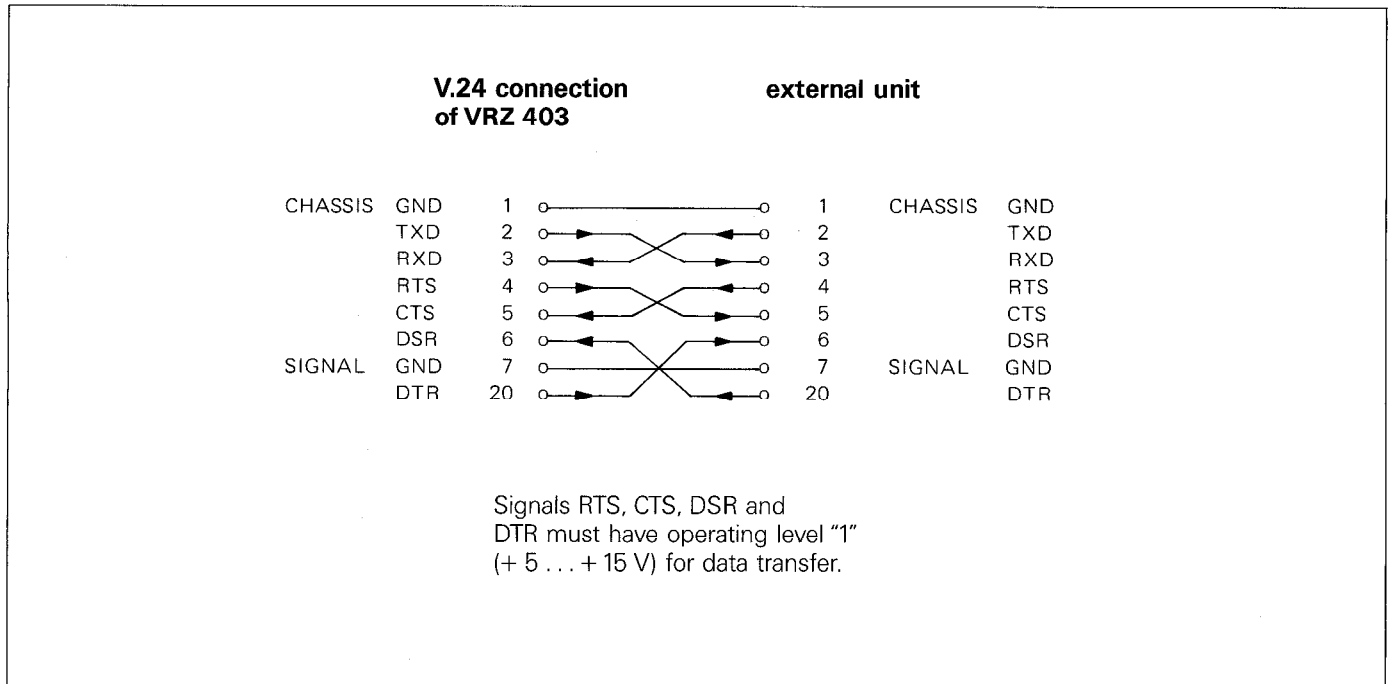 V.24 connection external unit
of VRZ 403
CHASSIS GND 1 1 CHASSIS GND
TXD 2 2 TXD
RXD 3 3 RXD
RTS 4 4 RTS
CTS 5 5 CTS
DSR 6 6 DSR
SIGNAL GND 7 7 SIGNAL GND
DTR 20 20 DTR
Signals RTS, CTS, DSR and
DTR must have operating level "1"
(+ 5 . . . + 15 V) for data transfer.